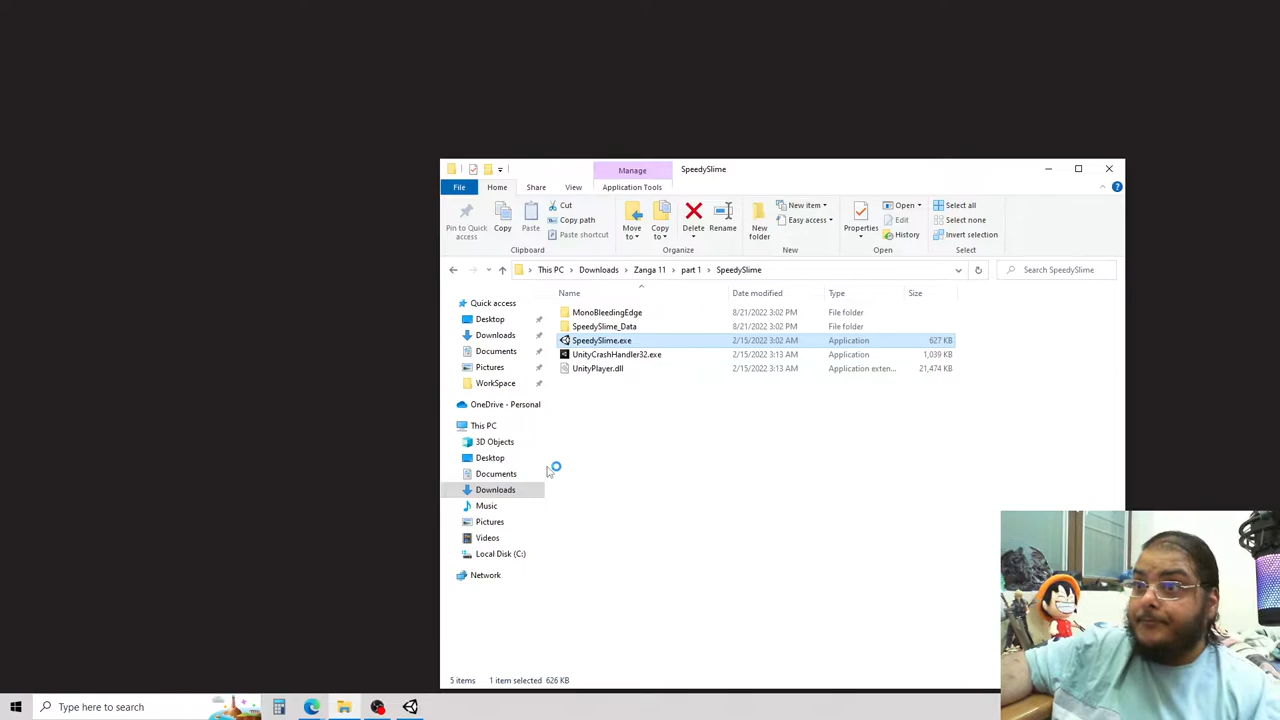 Manage
SpeedySlime
File
Home
Share
View
Application Tools
Pin to Quick access
Copy
Paste
Cut
Copy path
Paste shortcut
Move to
Copy to
Delete
Rename
New folder
New item
Easy access
Properties
Open
Edit
History
Select all
Select none
Invert selection
Clipboard
Organize
New
Open
Select
This PC > Downloads > Zanga 11 > part 1 > SpeedySlime
Search SpeedySlime
Name Date modified Type Size
MonoBleedingEdge 8/21/2022 3:02 PM File folder
SpeedySlime_Data 8/21/2022 3:02 PM File folder
SpeedySlime.exe 2/15/2022 3:02 AM Application 627 KB
UnityCrashHandler32.exe 2/15/2022 3:13 AM Application 1,039 KB
UnityPlayer.dll 2/15/2022 3:13 AM Application exten... 21,474 KB
Quick access
Desktop
Downloads
Documents
Pictures
WorkSpace
OneDrive - Personal
This PC
3D Objects
Desktop
Documents
Downloads
Music
Pictures
Videos
Local Disk (C:)
Network
5 items 1 item selected 626 KB
Type here to search